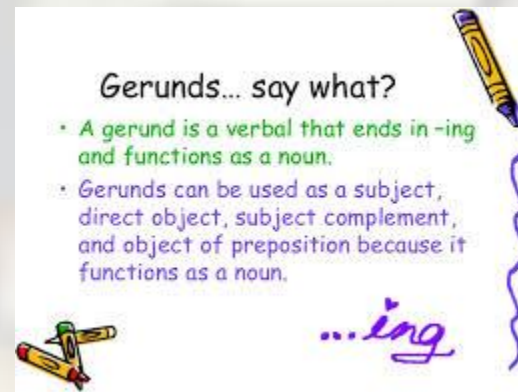 Gerunds... say what?
• A gerund is a verbal that ends in –ing
and functions as a noun.
• Gerunds can be used as a subject,
direct object, subject complement,
and object of preposition because it
functions as a noun.
...ing